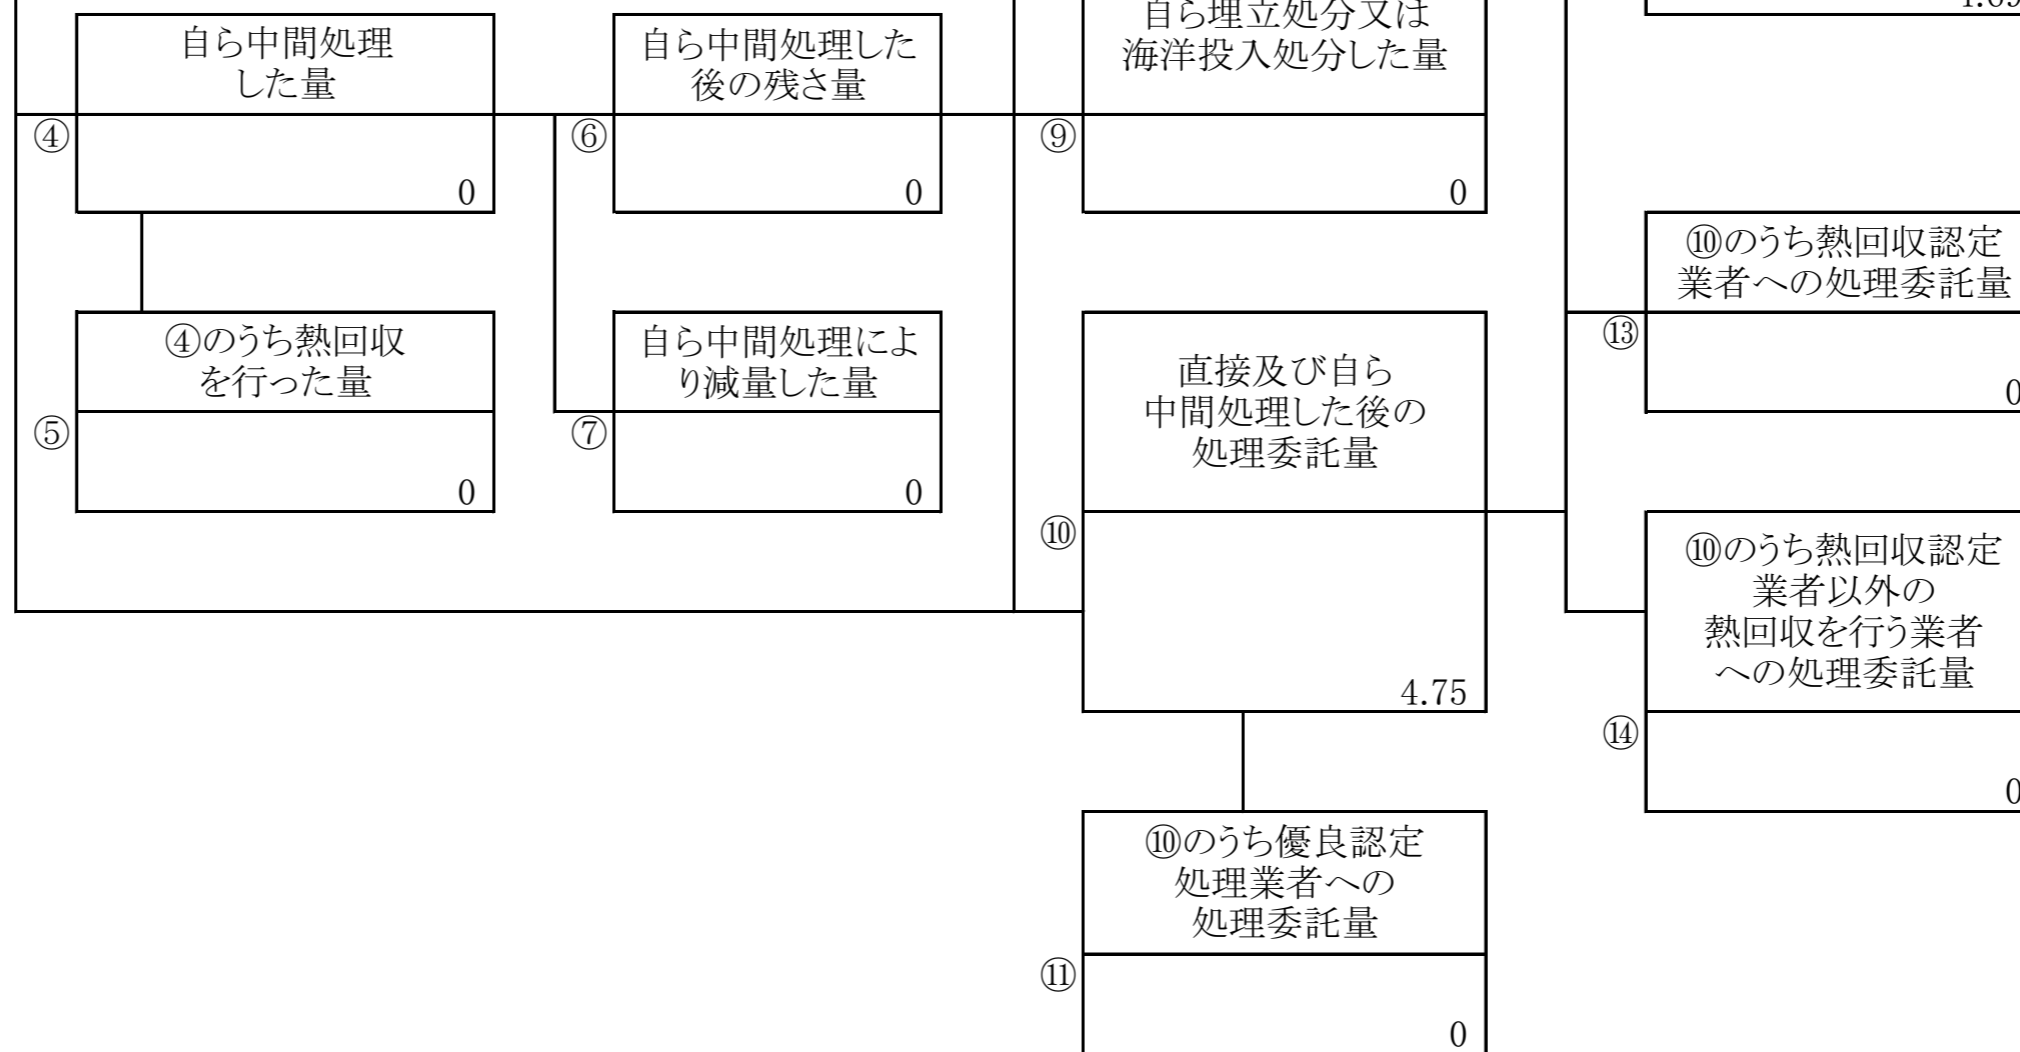 自ら中間処理
した量
④
0
自ら中間処理した
後の残さ量
⑥
0
自ら埋立処分又は
海洋投入処分した量
⑨
0
④のうち熱回収
を行った量
⑤
0
自ら中間処理によ
り減量した量
⑦
0
直接及び自ら
中間処理した後の
処理委託量
⑩
4.75
⑩のうち優良認定
処理業者への
処理委託量
⑪
0
⑩のうち熱回収認定
業者への処理委託量
⑬
0
⑩のうち熱回収認定
業者以外の
熱回収を行う業者
への処理委託量
⑭
0